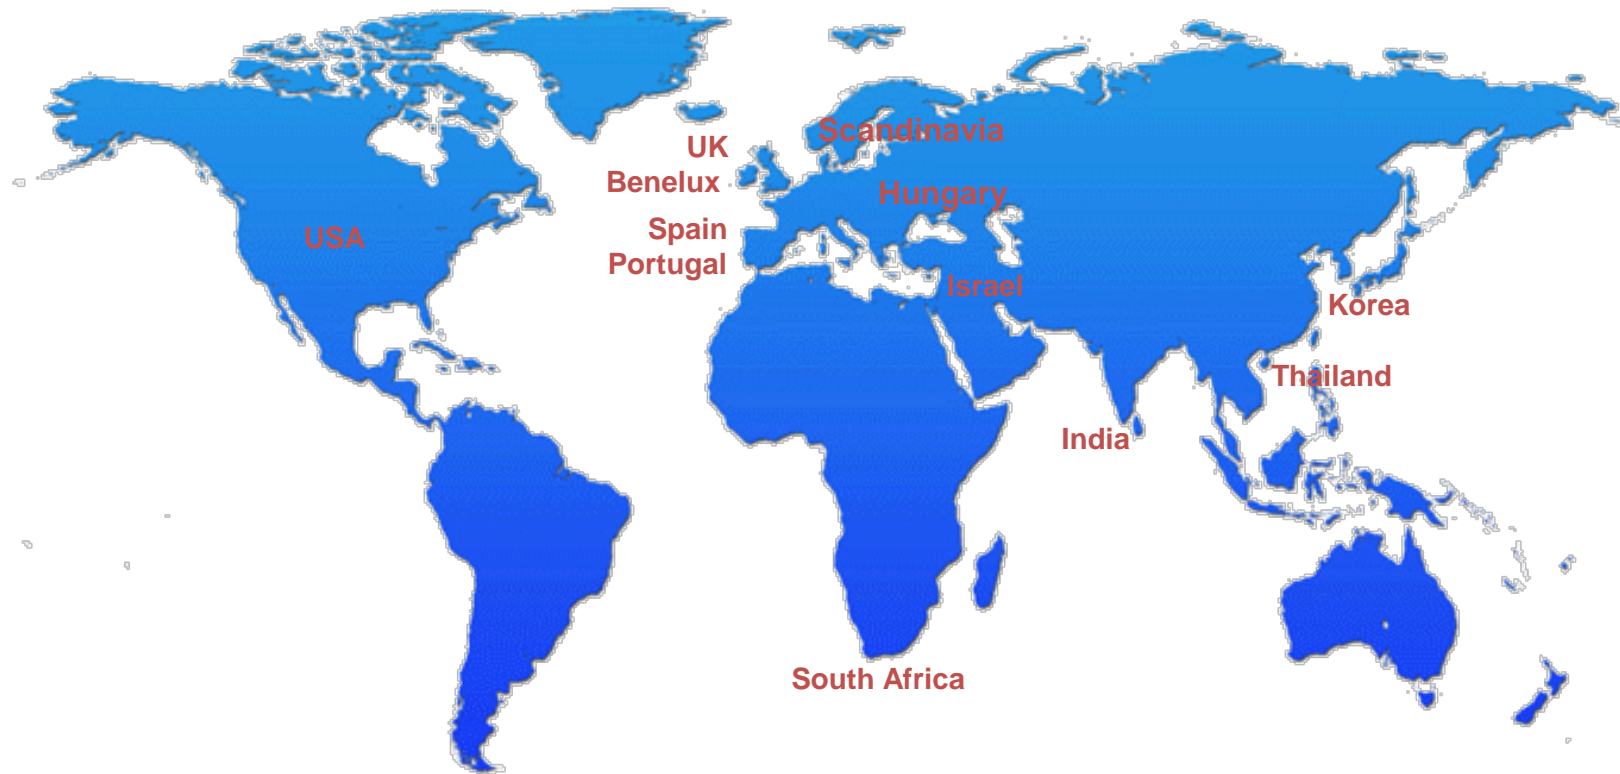 Scandinavia
UK
Benelux
Hungary
Spain
USA
Portugal
Israel
Korea
Thailand
India
South Africa